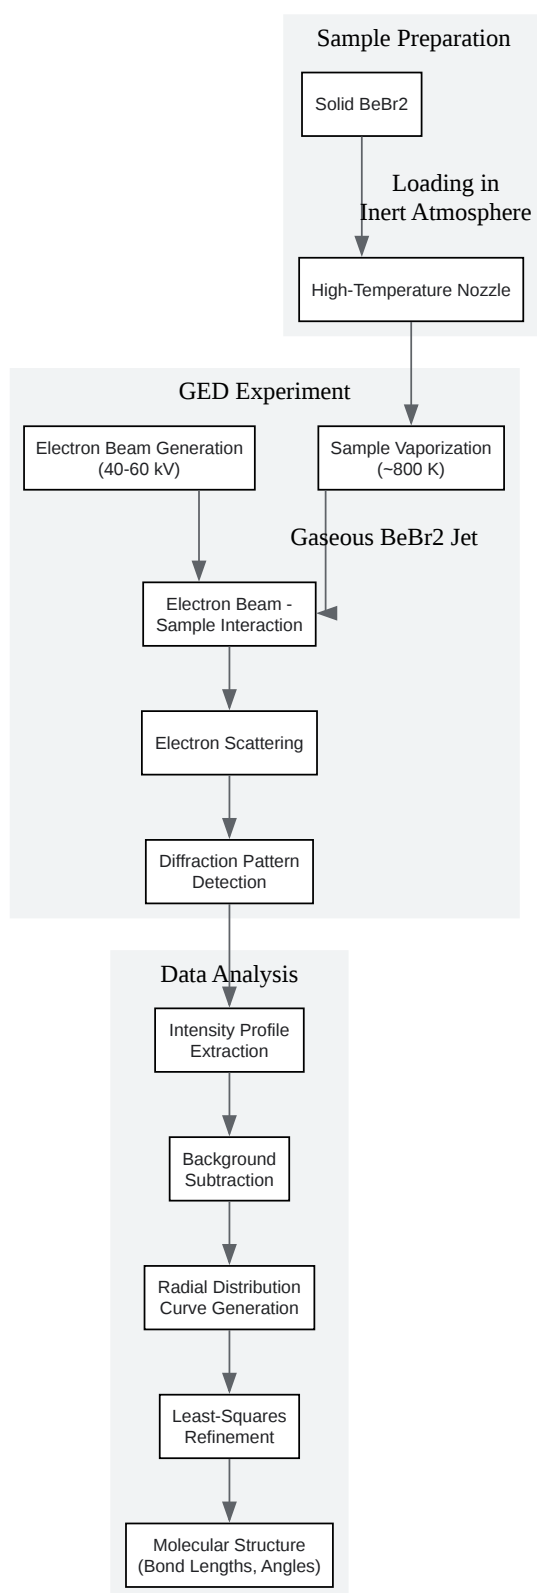 Sample Preparation
Solid BeBr2
Loading in
Inert Atmosphere
High-Temperature Nozzle
GED Experiment
Electron Beam Generation
(40-60 kV)
Sample Vaporization
(~800 K)
Gaseous BeBr2 Jet
Electron Beam -
Sample Interaction
Electron Scattering
Diffraction Pattern
Detection
Data Analysis
Intensity Profile
Extraction
Background
Subtraction
Radial Distribution
Curve Generation
Least-Squares
Refinement
Molecular Structure
(Bond Lengths, Angles)